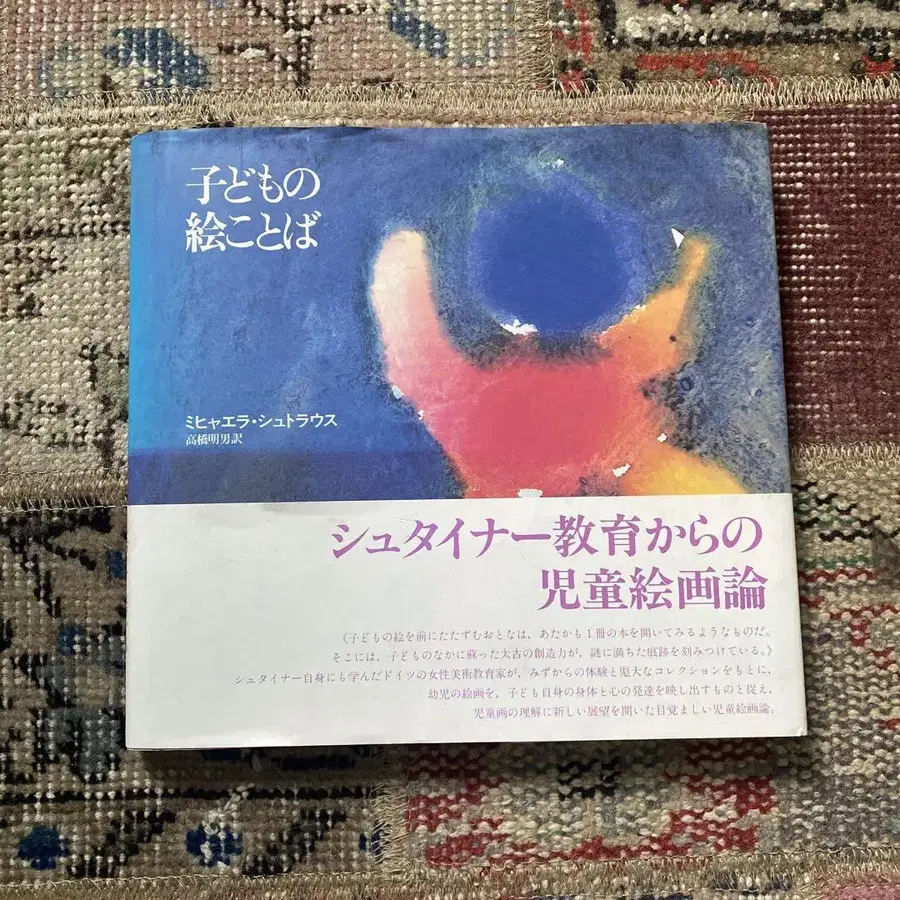 子どもの
絵ことば
ミヒャエラ・シュトラウス
高橋明男訳
シュタイナー教育からの
児童絵画論
《子どもの絵を前にたたずむおとなは，あたかも1冊の本を開いてみるようなものだ。
そこには，子どものなかに蘇った太古の創造力が，謎に満ちた痕跡を刻みつけている。》
シュタイナー自身にも学んだドイツの女性美術教育家が，みずからの体験と厖大なコレクションをもとに，
幼児の絵画を，子ども自身の身体と心の発達を映し出すものと捉え，
児童画の理解に新しい展望を開いた目覚ましい児童絵画論。